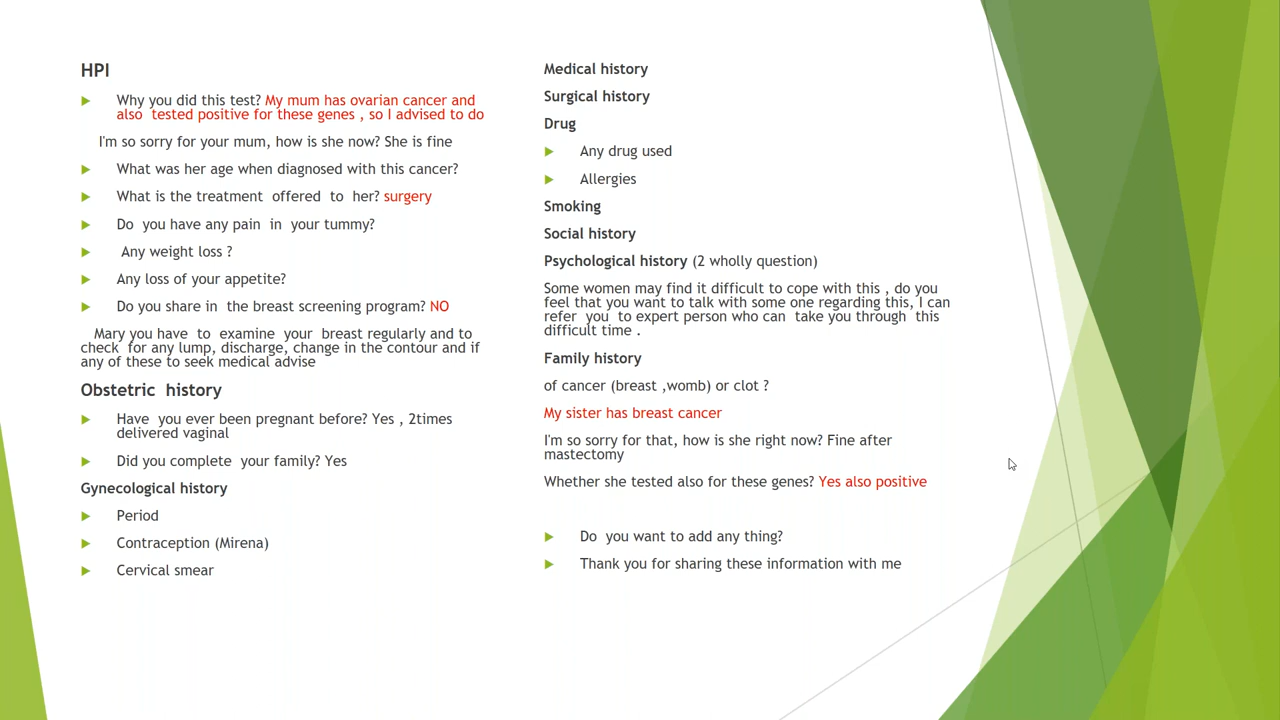 HPI
Why you did this test? My mum has ovarian cancer and
also tested positive for these genes , so I advised to do
I'm so sorry for your mum, how is she now? She is fine
What was her age when diagnosed with this cancer?
What is the treatment offered to her? surgery
Do you have any pain in your tummy?
Any weight loss ?
Any loss of your appetite?
Do you share in the breast screening program? NO
Mary you have to examine your breast regularly and to
check for any lump, discharge, change in the contour and if
any of these to seek medical advise
Obstetric history
Have you ever been pregnant before? Yes , 2times
delivered vaginal
Did you complete your family? Yes
Gynecological history
Period
Contraception (Mirena)
Cervical smear
Medical history
Surgical history
Drug
Any drug used
Allergies
Smoking
Social history
Psychological history (2 wholly question)
Some women may find it difficult to cope with this , do you
feel that you want to talk with some one regarding this, I can
refer you to expert person who can take you through this
difficult time .
Family history
of cancer (breast ,womb) or clot ?
My sister has breast cancer
I'm so sorry for that, how is she right now? Fine after
mastectomy
Whether she tested also for these genes? Yes also positive
Do you want to add any thing?
Thank you for sharing these information with me